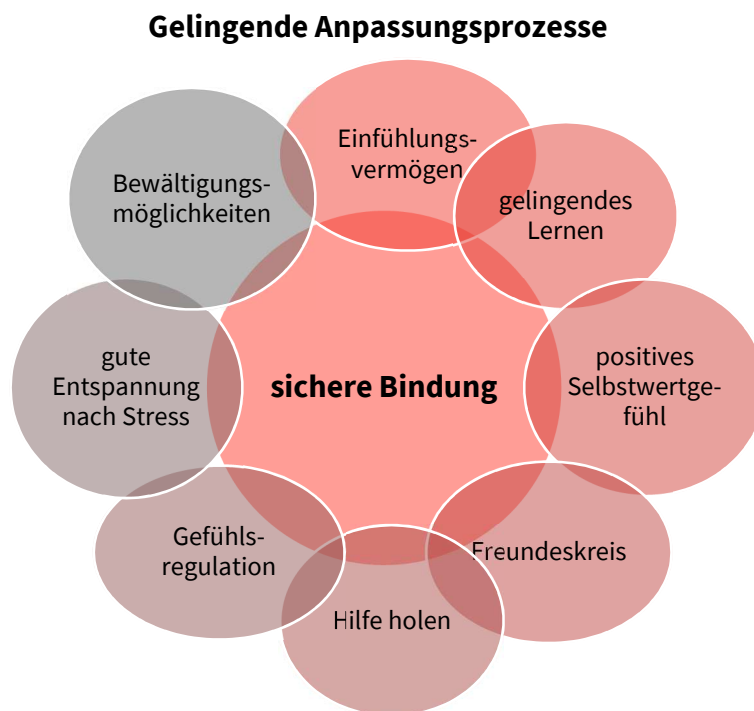 Gelingende Anpassungsprozesse
Einfühlungs-
vermögen
gelingendes
Lernen
positives
Selbstwertge-
fühl
Freundeskreis
Hilfe holen
Gefühls-
regulation
gute
Entspannung
nach Stress
Bewältigungs-
möglichkeiten
sichere Bindung